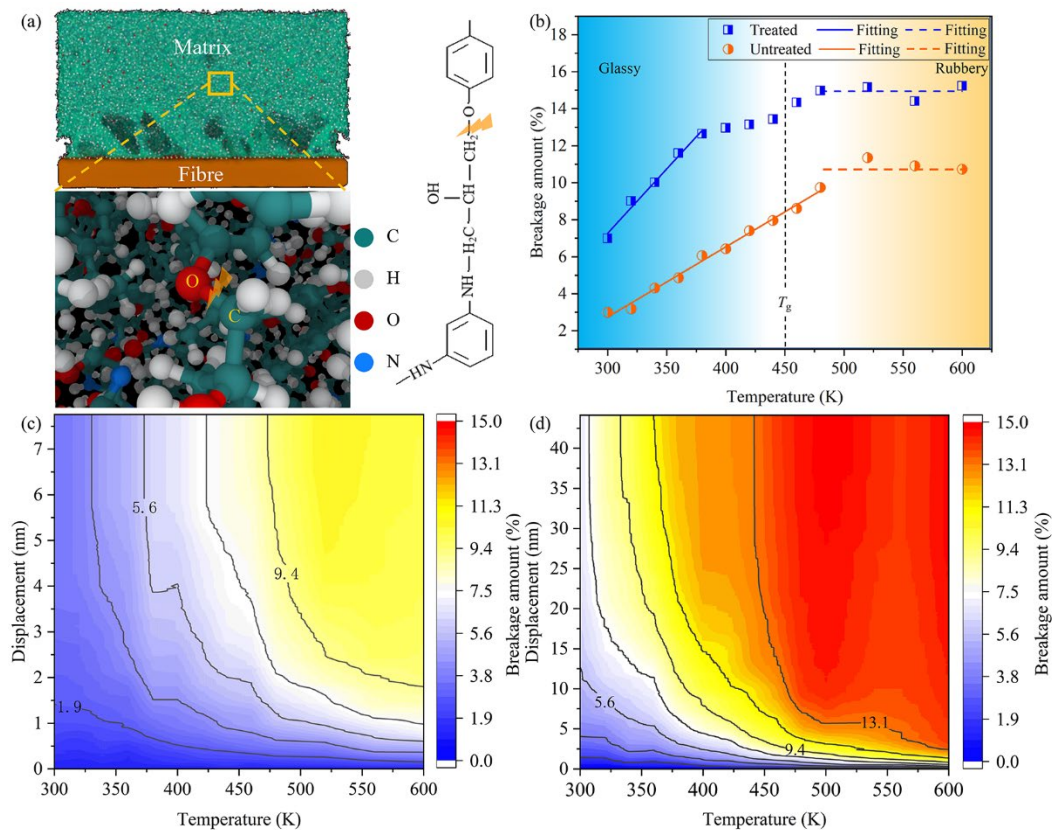 (a)
Matrix
Fibre
O
C
C
H
O
N
O
CH2
OH
CH
H2C
NH
HN
(b)
Treated Fitting Fitting
Untreated Fitting Fitting
Glassy
Rubbery
Tg
Breakage amount (%)
18
16
14
12
10
8
6
4
2
300 350 400 450 500 550 600
Temperature (K)
(c)
Displacement (nm)
7
6
5
4
3
2
1
0
5.6
9.4
1.9
300 350 400 450 500 550 600
Temperature (K)
15.0
13.1
11.3
9.4
7.5
5.6
3.8
1.9
0.0
Breakage amount (%)
(d)
Displacement (nm)
40
35
30
25
20
15
10
5
0
5.6
9.4
13.1
300 350 400 450 500 550 600
Temperature (K)
15.0
13.1
11.3
9.4
7.5
5.6
3.8
1.9
0.0
Breakage amount (%)